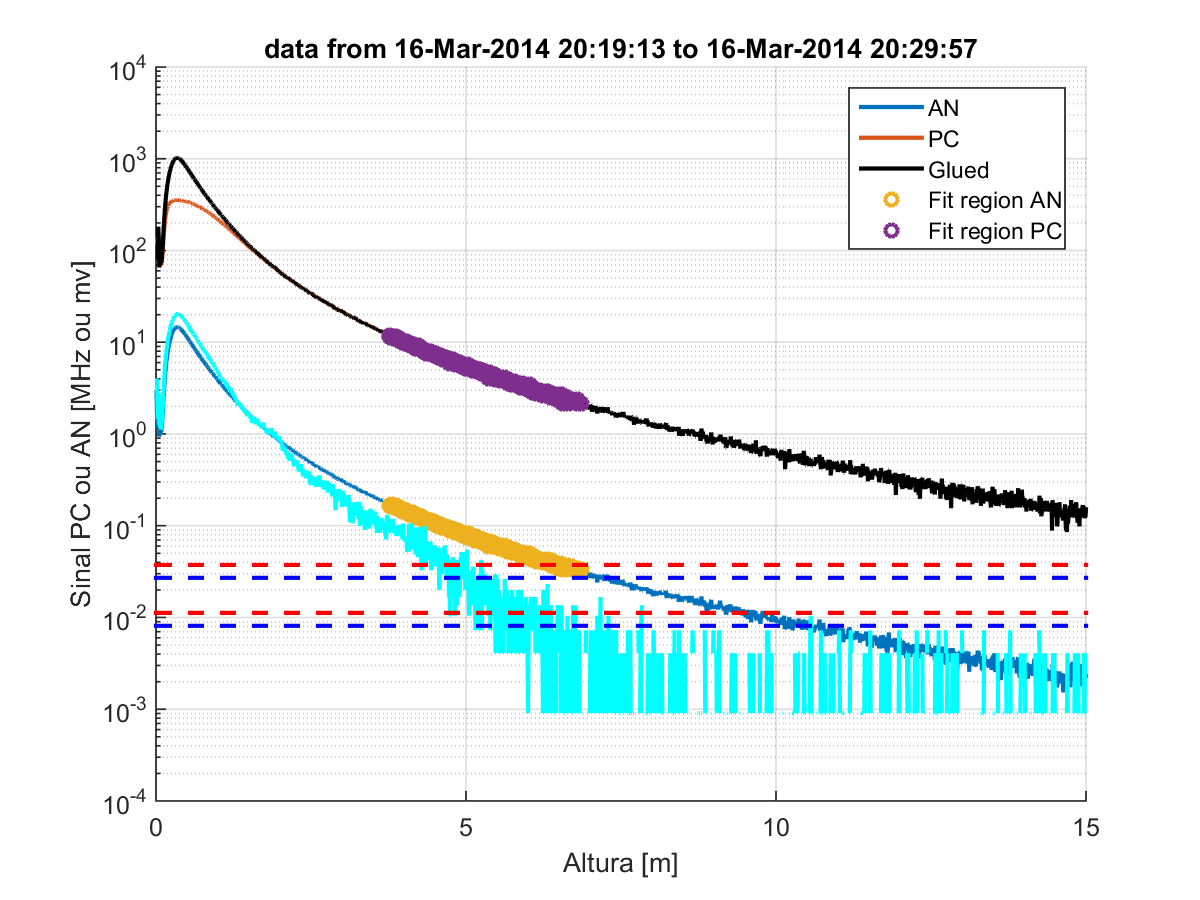 data from 16-Mar-2014 20:19:13 to 16-Mar-2014 20:29:57
10^4
10^3
10^2
10^1
10^0
10^-1
10^-2
10^-3
10^-4
Sinal PC ou AN [MHz ou mv]
AN
PC
Glued
Fit region AN
Fit region PC
0 5 10 15
Altura [m]